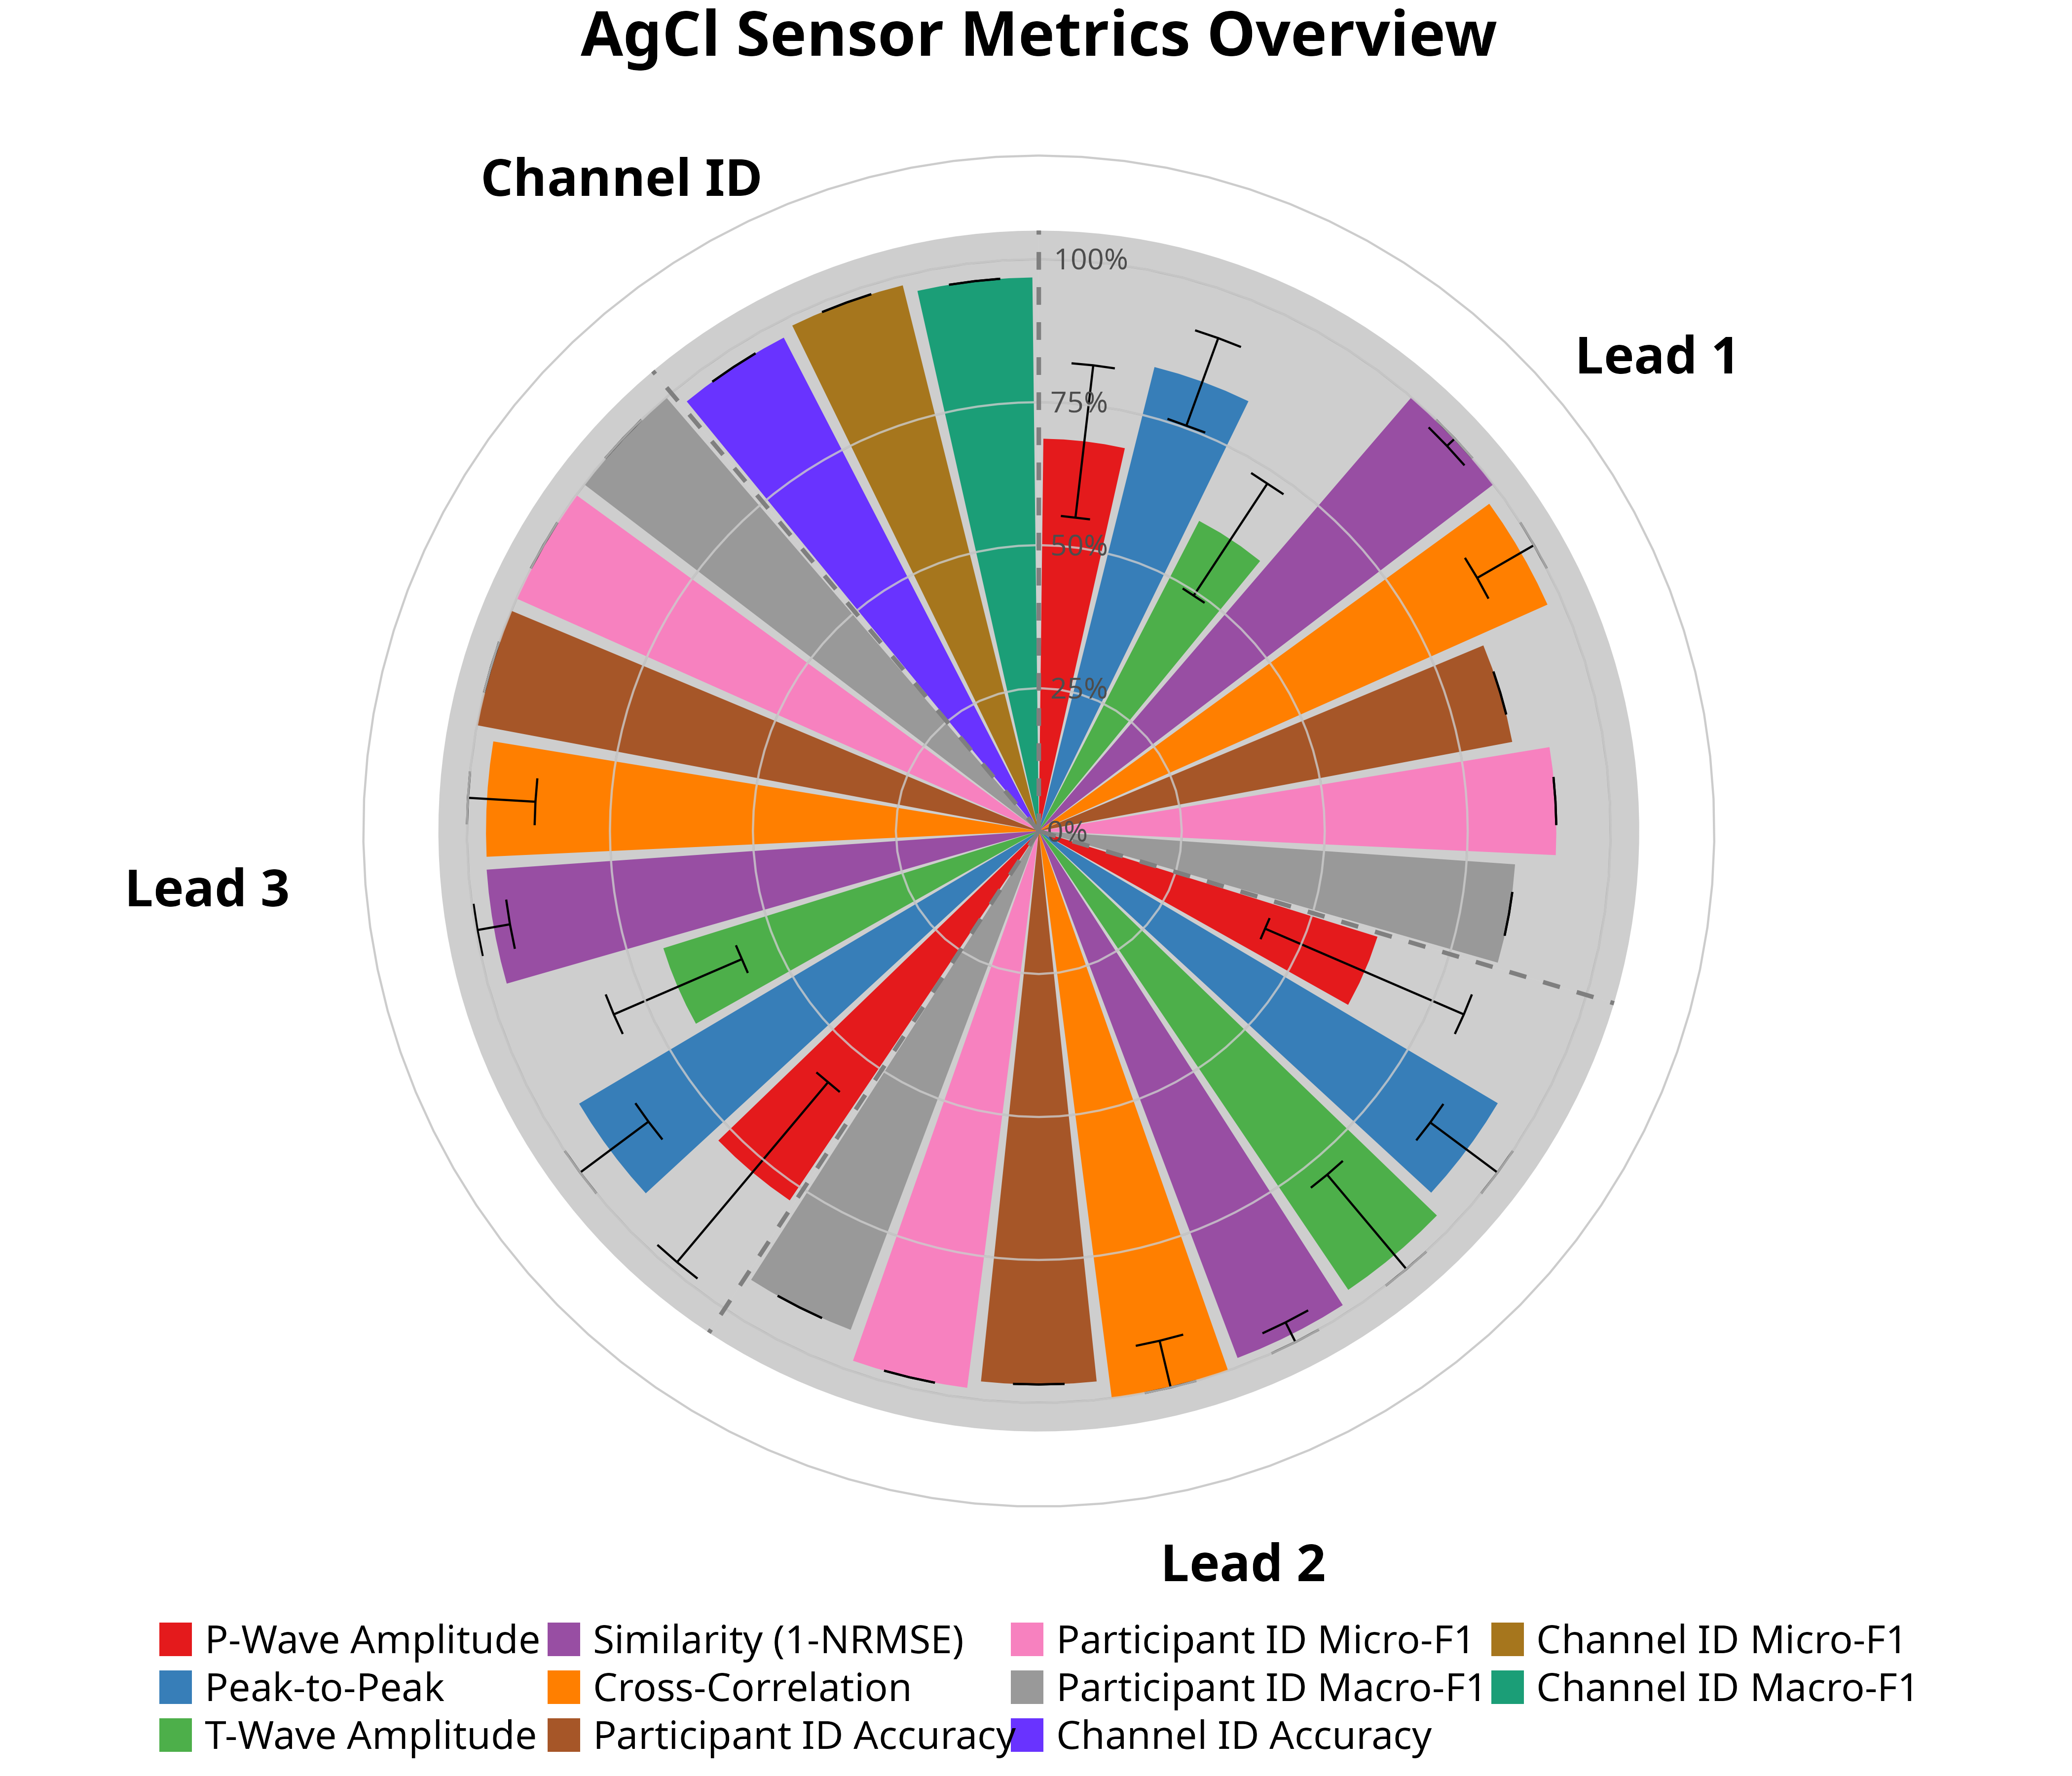 AgCl Sensor Metrics Overview
Channel ID
Lead 1
100%
75%
50%
25%
0%
Lead 3
Lead 2
P-Wave Amplitude
Similarity (1-NRMSE)
Participant ID Micro-F1
Channel ID Micro-F1
Peak-to-Peak
Cross-Correlation
Participant ID Macro-F1
Channel ID Macro-F1
T-Wave Amplitude
Participant ID Accuracy
Channel ID Accuracy